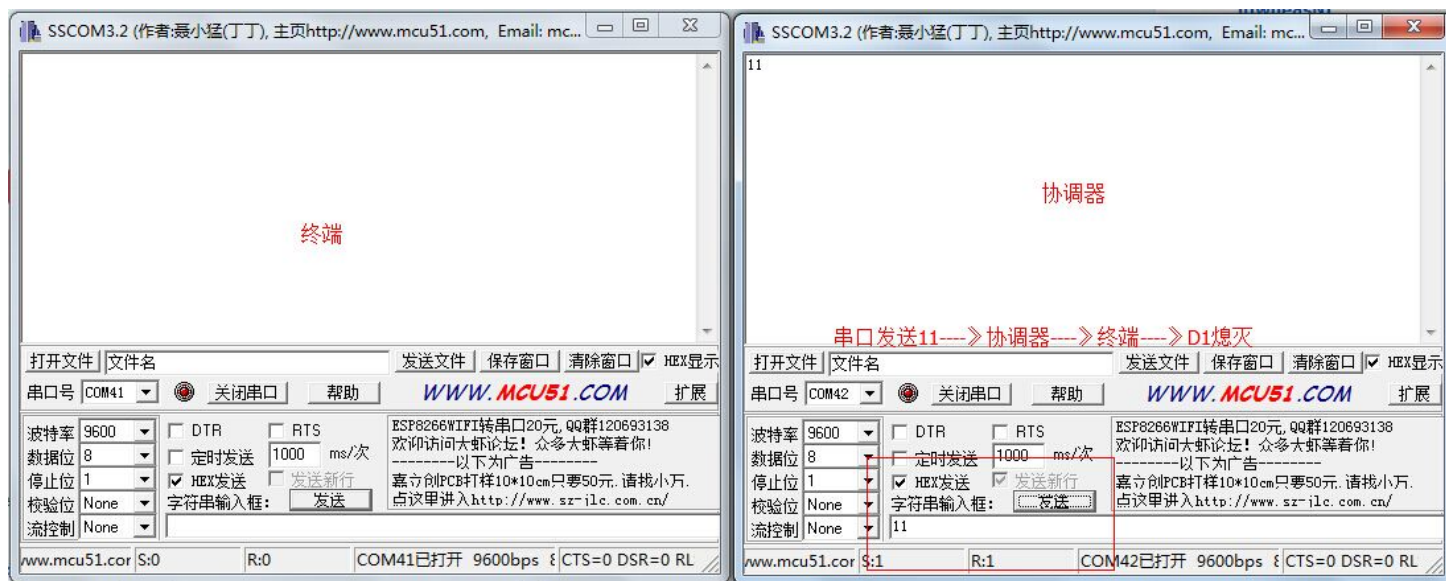 SSCOM3.2 (作者:聂小猛(丁丁), 主页http://www.mcu51.com, Email: mc...
终端
打开文件 文件名 发送文件 保存窗口 清除窗口 HEX显示
串口号 COM41 关闭串口 帮助 WWW.MCU51.COM 扩展
波特率 9600 DTR RTS
数据位 8 定时发送 1000 ms/次
停止位 1 HEX发送 发送新行
校验位 None 字符串输入框: 发送
流控制 None
ESP8266WIFI转串口20元,QQ群120693138
欢迎访问大虾论坛! 众多大虾等着你!
--------以下为广告--------
嘉立创PCB打样10*10cm只要50元.请找小万.
点这里进入http://www.sz-jlc.com.cn/
ww.mcu51.cor S:0 R:0 COM41已打开 9600bps 8 CTS=0 DSR=0 RL
SSCOM3.2 (作者:聂小猛(丁丁), 主页http://www.mcu51.com, Email: mc...
11
协调器
串口发送11----》协调器----》终端----》D1熄灭
打开文件 文件名 发送文件 保存窗口 清除窗口 HEX显示
串口号 COM42 关闭串口 帮助 WWW.MCU51.COM 扩展
波特率 9600 DTR RTS
数据位 8 定时发送 1000 ms/次
停止位 1 HEX发送 发送新行
校验位 None 字符串输入框: 发送
流控制 None 11
ESP8266WIFI转串口20元,QQ群120693138
欢迎访问大虾论坛! 众多大虾等着你!
--------以下为广告--------
嘉立创PCB打样10*10cm只要50元.请找小万.
点这里进入http://www.sz-jlc.com.cn/
ww.mcu51.cor S:1 R:1 COM42已打开 9600bps 8 CTS=0 DSR=0 RL